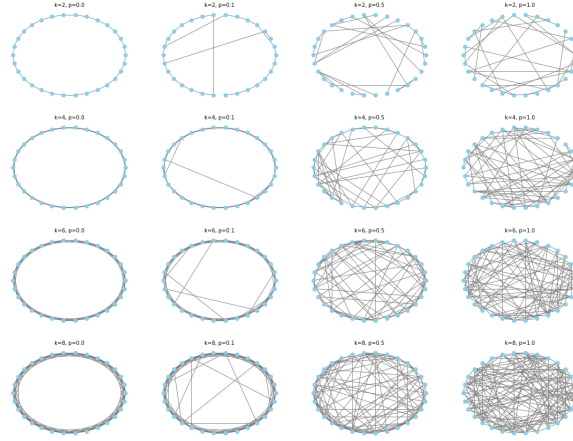 k=2, p=0.0
k=2, p=0.1
k=2, p=0.5
k=2, p=1.0
k=4, p=0.0
k=4, p=0.1
k=4, p=0.5
k=4, p=1.0
k=6, p=0.0
k=6, p=0.1
k=6, p=0.5
k=6, p=1.0
k=8, p=0.0
k=8, p=0.1
k=8, p=0.5
k=8, p=1.0